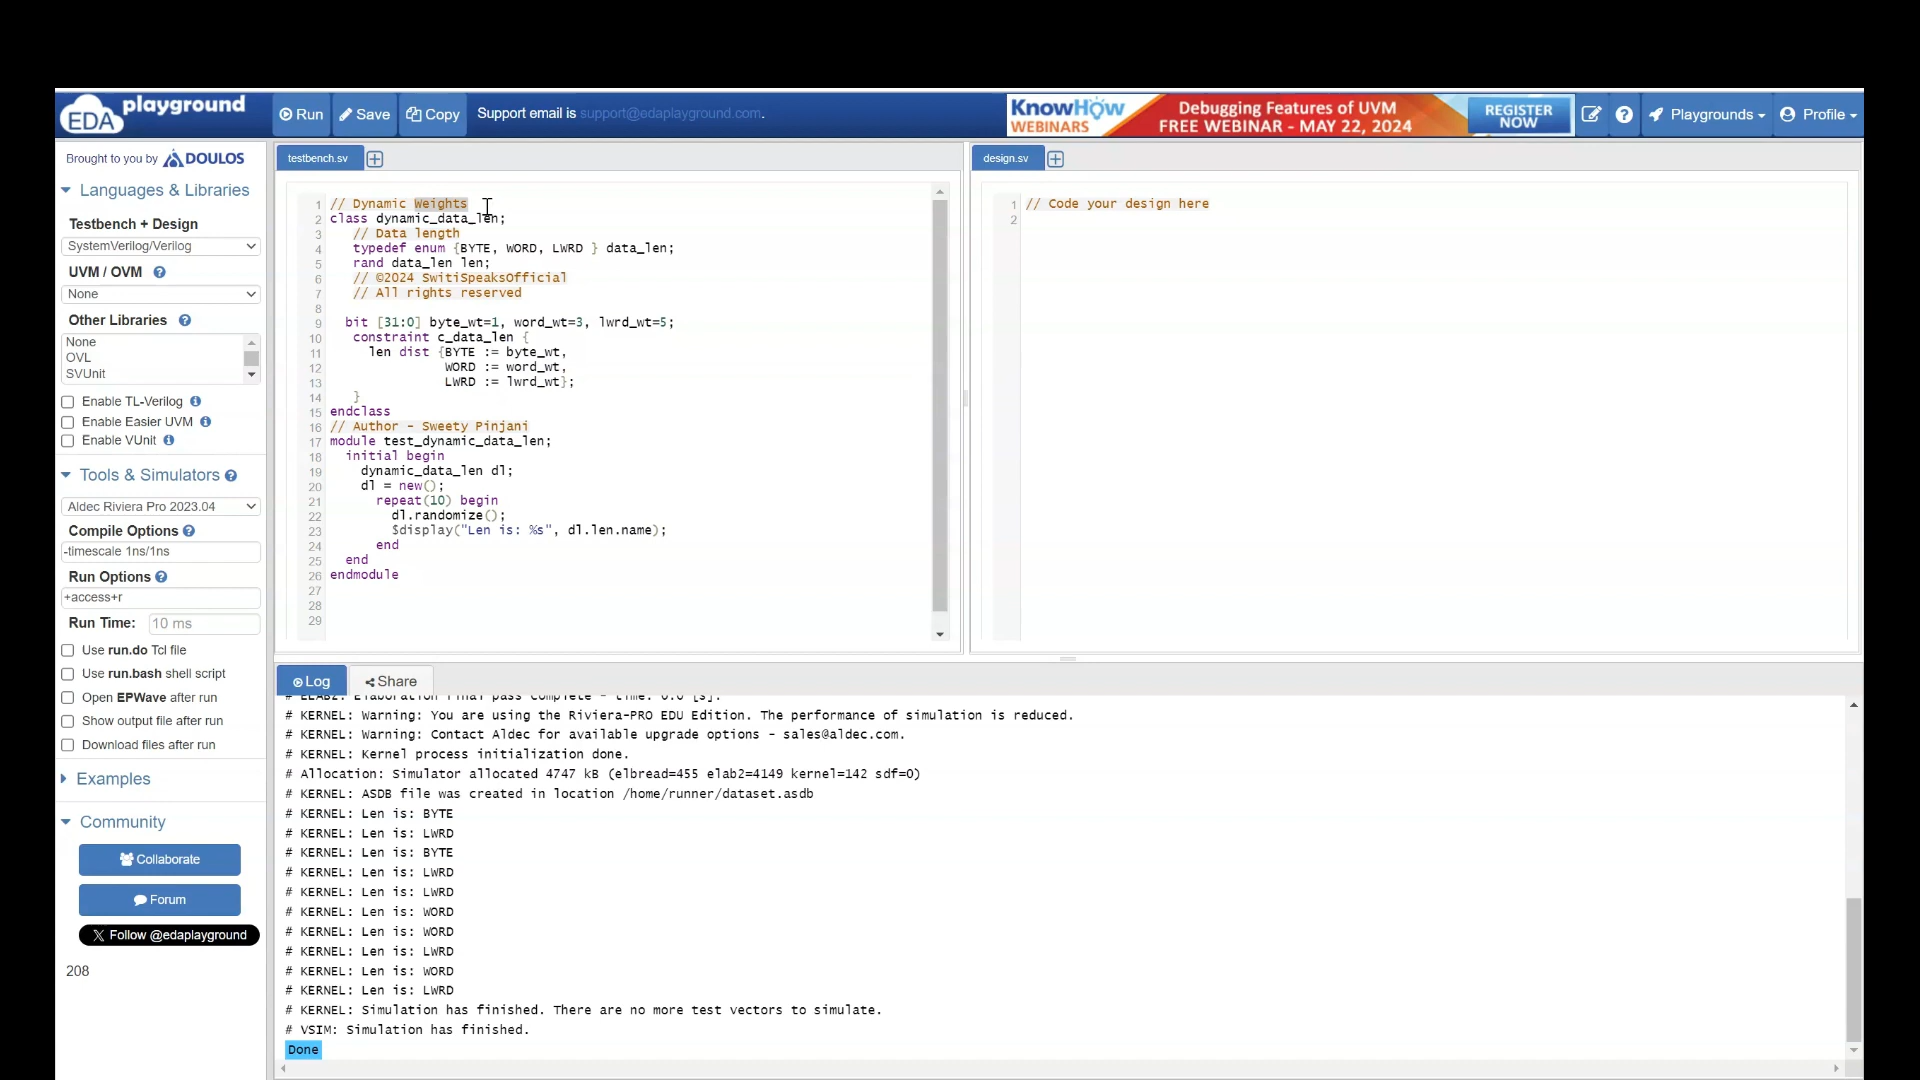 EDA playground
Run Save Copy Support email is support@edaplayground.com.
KnowHow WEBINARS
Debugging Features of UVM
FREE WEBINAR - MAY 22, 2024
REGISTER NOW
Playgrounds
Profile
Brought to you by DOULOS
Languages & Libraries
Testbench + Design
SystemVerilog/Verilog
UVM / OVM
None
Other Libraries
None
OVL
SVUnit
Enable TL-Verilog
Enable Easier UVM
Enable VUnit
Tools & Simulators
Aldec Riviera Pro 2023.04
Compile Options
-timescale 1ns/1ns
Run Options
+access+r
Run Time: 10 ms
Use run.do Tcl file
Use run.bash shell script
Open EPWave after run
Show output file after run
Download files after run
Examples
Community
Collaborate
Forum
X Follow @edaplayground
208
testbench.sv
1 // Dynamic Weights
2 class dynamic_data_len;
3 // Data length
4 typedef enum {BYTE, WORD, LWRD } data_len;
5 rand data_len len;
6 // ©2024 SwitiSpeaksOfficial
7 // All rights reserved
8
9 bit [31:0] byte_wt=1, word_wt=3, lwrd_wt=5;
10 constraint c_data_len {
11 len dist {BYTE := byte_wt,
12 WORD := word_wt,
13 LWRD := lwrd_wt};
14 }
15 endclass
16 // Author - Sweety Pinjani
17 module test_dynamic_data_len;
18 initial begin
19 dynamic_data_len dl;
20 dl = new();
21 repeat(10) begin
22 dl.randomize();
23 $display("Len is: %s", dl.len.name);
24 end
25 end
26 endmodule
27
28
29
design.sv
1 // Code your design here
2
Log Share
# ELAB2: Elaboration final pass complete - time: 0.0 [s].
# KERNEL: Warning: You are using the Riviera-PRO EDU Edition. The performance of simulation is reduced.
# KERNEL: Warning: Contact Aldec for available upgrade options - sales@aldec.com.
# KERNEL: Kernel process initialization done.
# Allocation: Simulator allocated 4747 kB (elbread=455 elab2=4149 kernel=142 sdf=0)
# KERNEL: ASDB file was created in location /home/runner/dataset.asdb
# KERNEL: Len is: BYTE
# KERNEL: Len is: LWRD
# KERNEL: Len is: BYTE
# KERNEL: Len is: LWRD
# KERNEL: Len is: LWRD
# KERNEL: Len is: WORD
# KERNEL: Len is: WORD
# KERNEL: Len is: LWRD
# KERNEL: Len is: WORD
# KERNEL: Len is: LWRD
# KERNEL: Simulation has finished. There are no more test vectors to simulate.
# VSIM: Simulation has finished.
Done